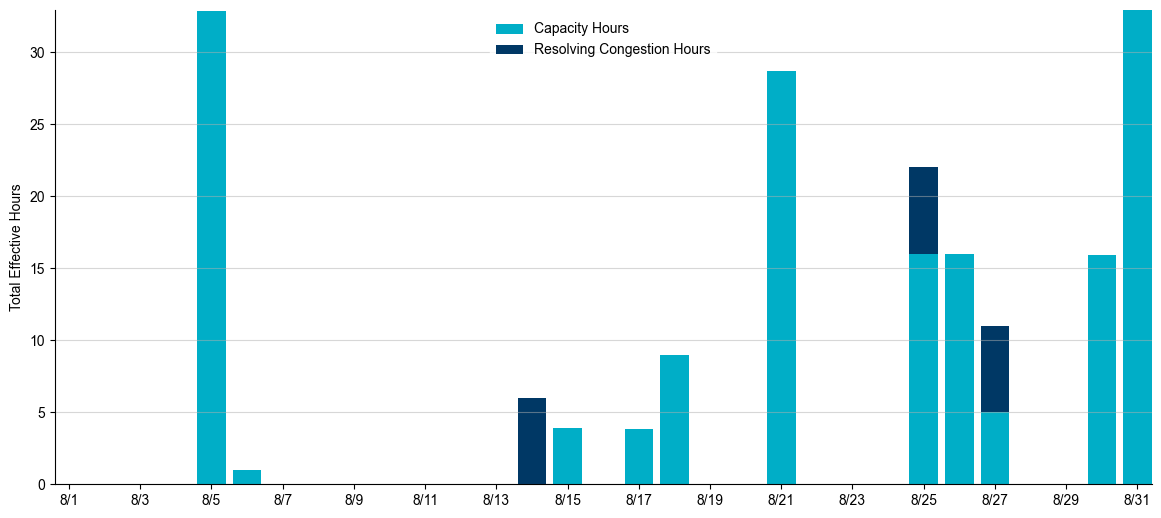 Capacity Hours
Resolving Congestion Hours
Total Effective Hours
30
25
20
15
10
5
0
8/1 8/3 8/5 8/7 8/9 8/11 8/13 8/15 8/17 8/19 8/21 8/23 8/25 8/27 8/29 8/31